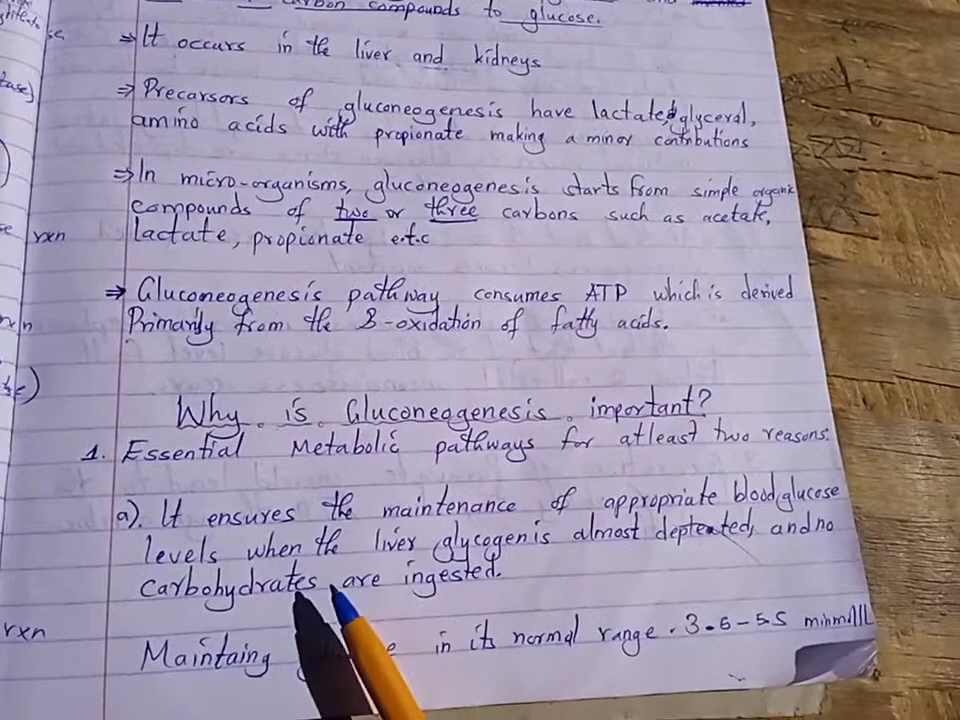 carbon compounds to glucose.
⇒ It occurs in the liver and kidneys
⇒ Precarsors of gluconeogenesis have lactate, glycerol,
amino acids with propionate making a minor contributions
⇒ In micro-organisms, gluconeogenesis starts from simple organic
compounds of two or three carbons such as acetate,
lactate, propionate e.t.c
rxn
⇒ Gluconeogenesis pathway consumes ATP which is derived
Primarily from the B-oxidation of fatty acids.
Why is Gluconeogenesis important?
1. Essential Metabolic pathways for atleast two reasons.
a). It ensures the maintenance of appropriate blood glucose
levels when the liver glycogen is almost depleated, and no
carbohydrates are ingested.
rxn
Maintaing in its normal range 3.6-5.5